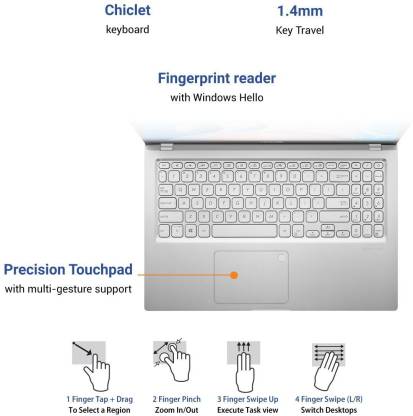 Chiclet
keyboard
1.4mm
Key Travel
Fingerprint reader
with Windows Hello
Precision Touchpad
with multi-gesture support
1 Finger Tap + Drag
To Select a Region
2 Finger Pinch
Zoom In/Out
3 Finger Swipe Up
Execute Task view
4 Finger Swipe (L/R)
Switch Desktops